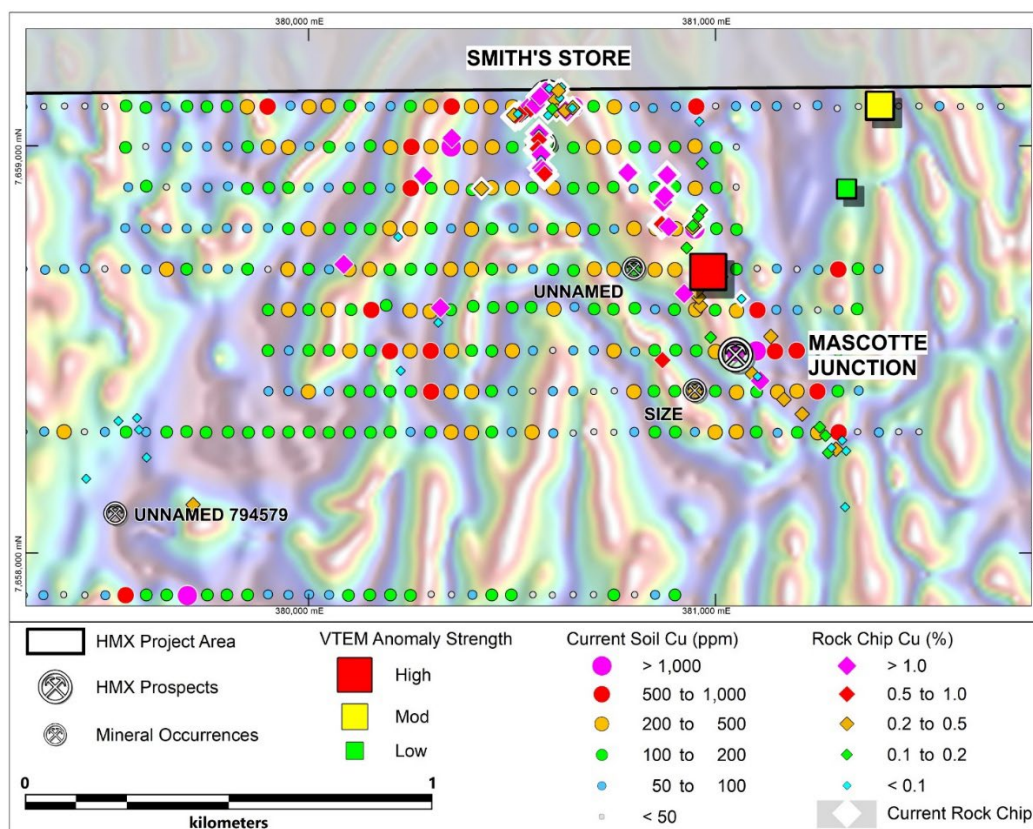 380,000 mE
381,000 mE
SMITH'S STORE
7,659,000 mN
UNNAMED
MASCOTTE
JUNCTION
SIZE
UNNAMED 794579
7,658,000 mN
380,000 mE
381,000 mE
HMX Project Area
HMX Prospects
Mineral Occurrences
0
1
kilometers
VTEM Anomaly Strength
High
Mod
Low
Current Soil Cu (ppm)
> 1,000
500 to 1,000
200 to 500
100 to 200
50 to 100
< 50
Rock Chip Cu (%)
> 1.0
0.5 to 1.0
0.2 to 0.5
0.1 to 0.2
< 0.1
Current Rock Chip